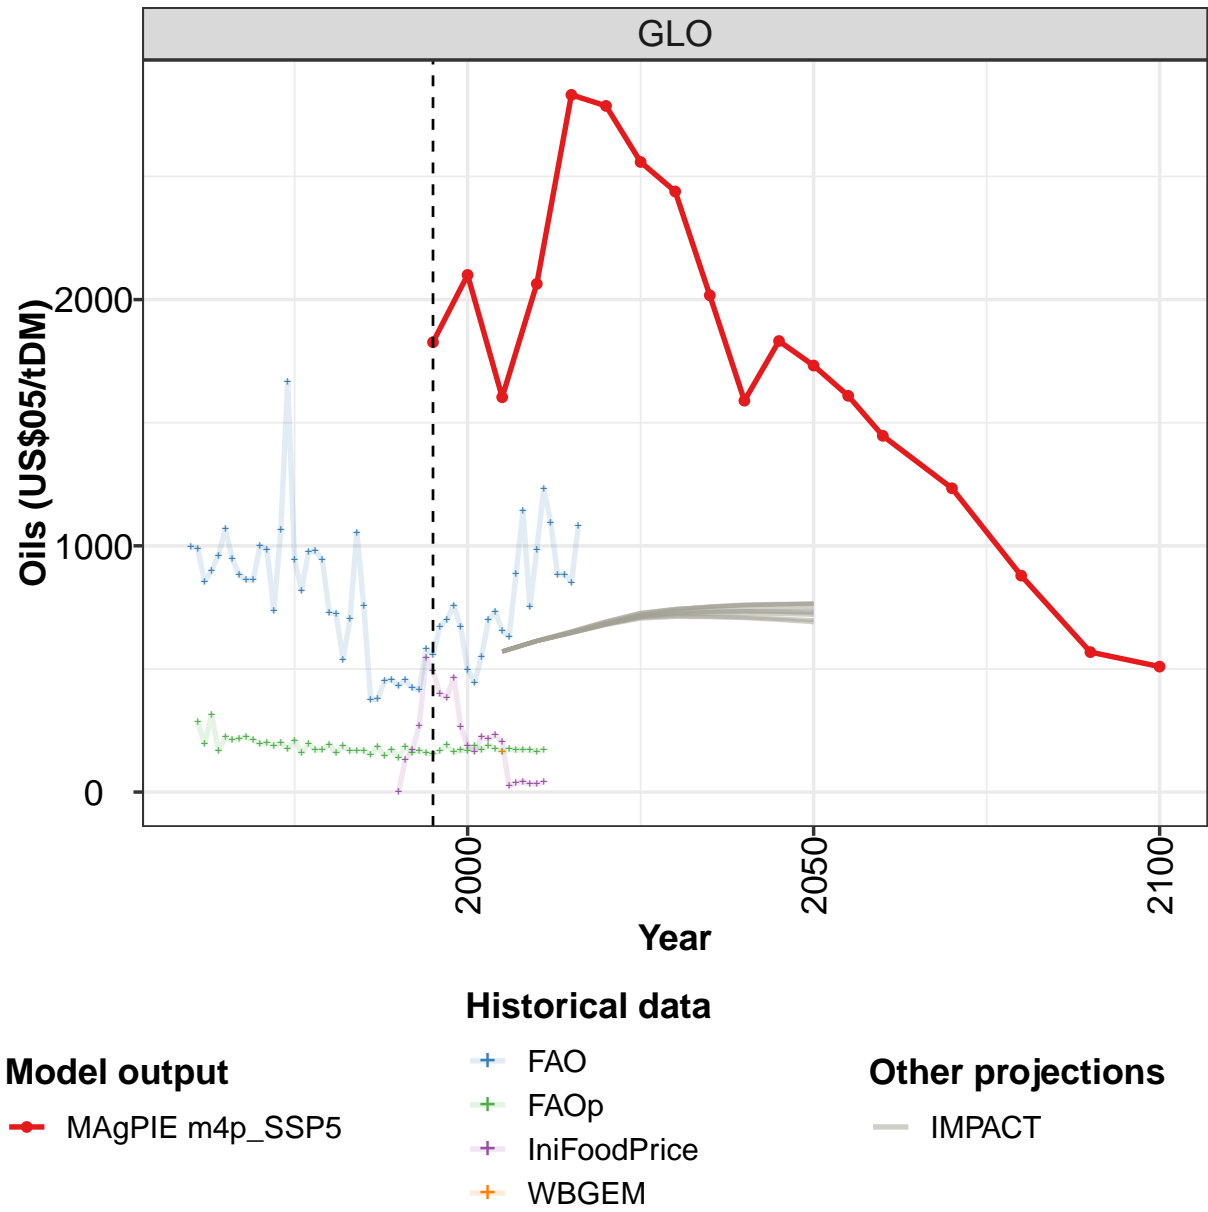 GLO
Oils (US$05/tDM)
2000
1000
0
2000
2050
2100
Year
Historical data
FAO
FAOp
IniFoodPrice
WBGEM
Model output
MAgPIE m4p_SSP5
Other projections
IMPACT